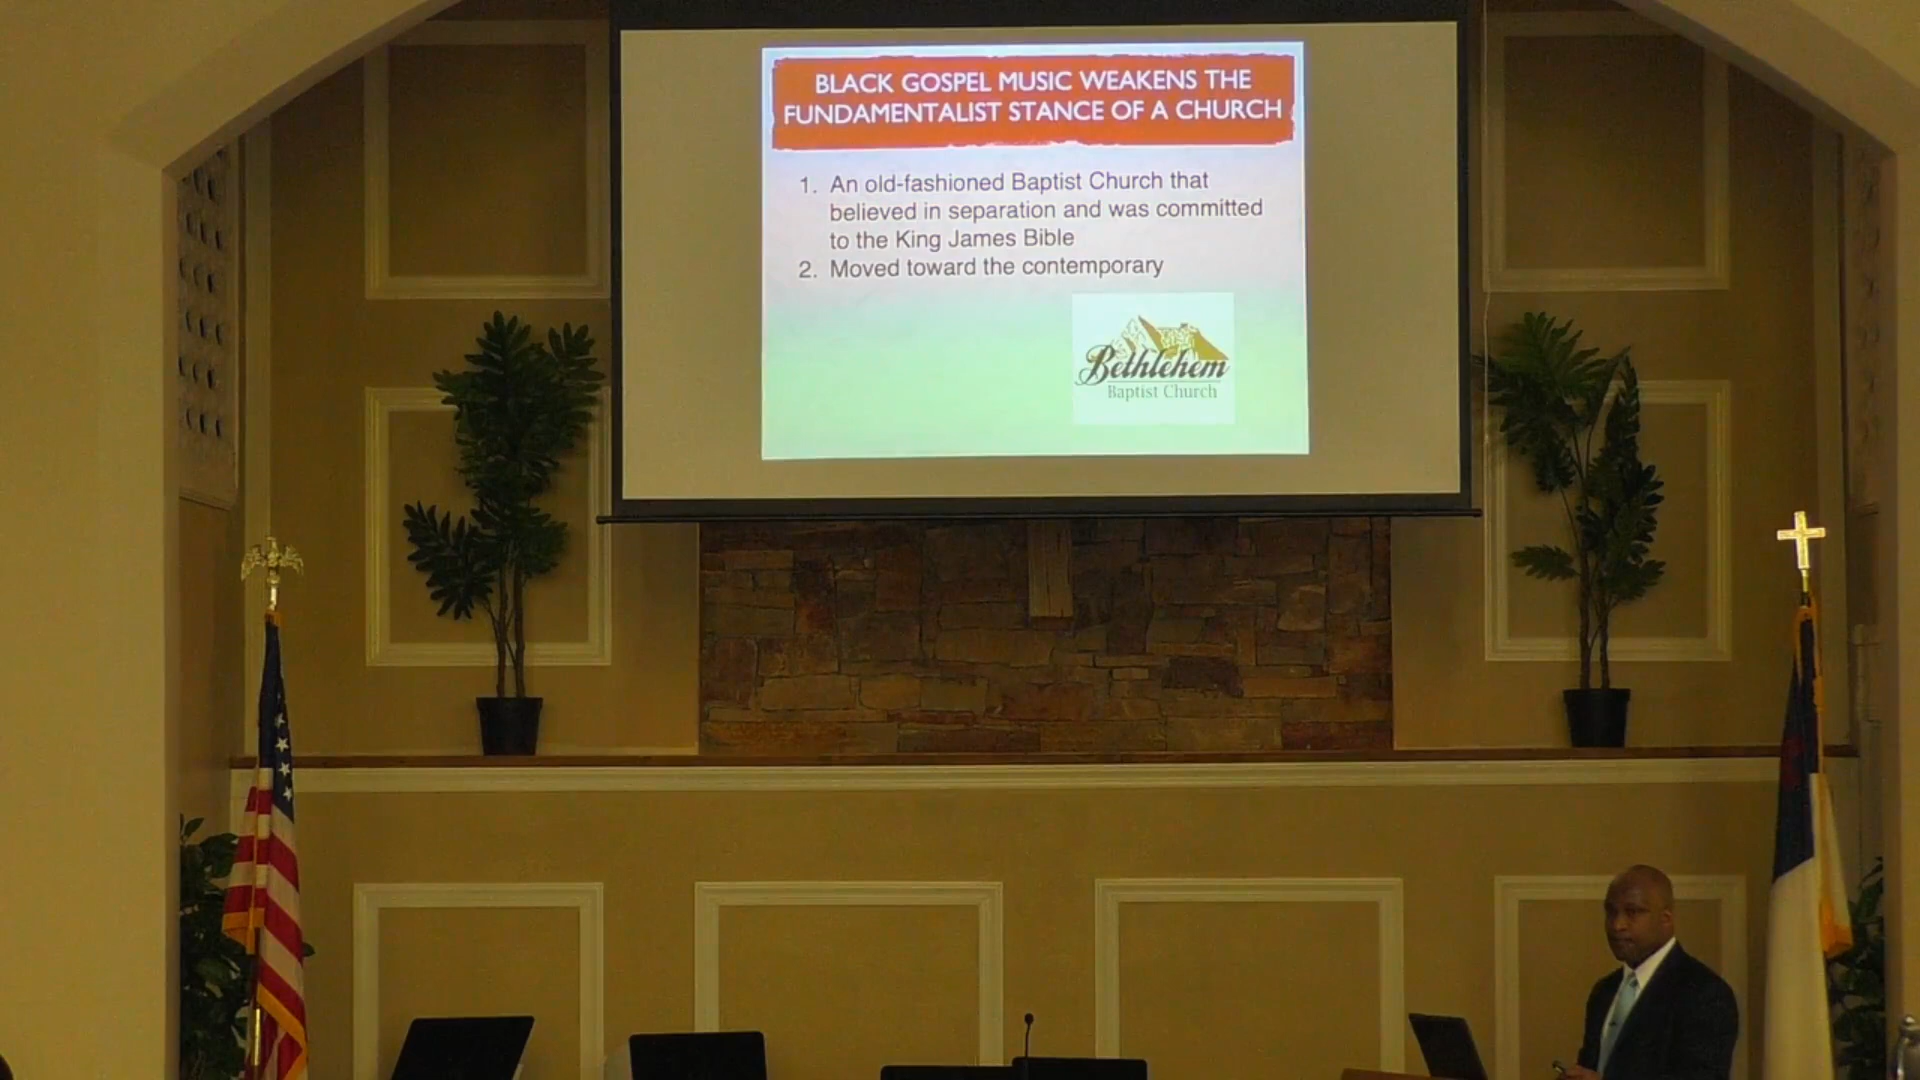 BLACK GOSPEL MUSIC WEAKENS THE
FUNDAMENTALIST STANCE OF A CHURCH
1. An old-fashioned Baptist Church that
believed in separation and was committed
to the King James Bible
2. Moved toward the contemporary
Bethlehem
Baptist Church